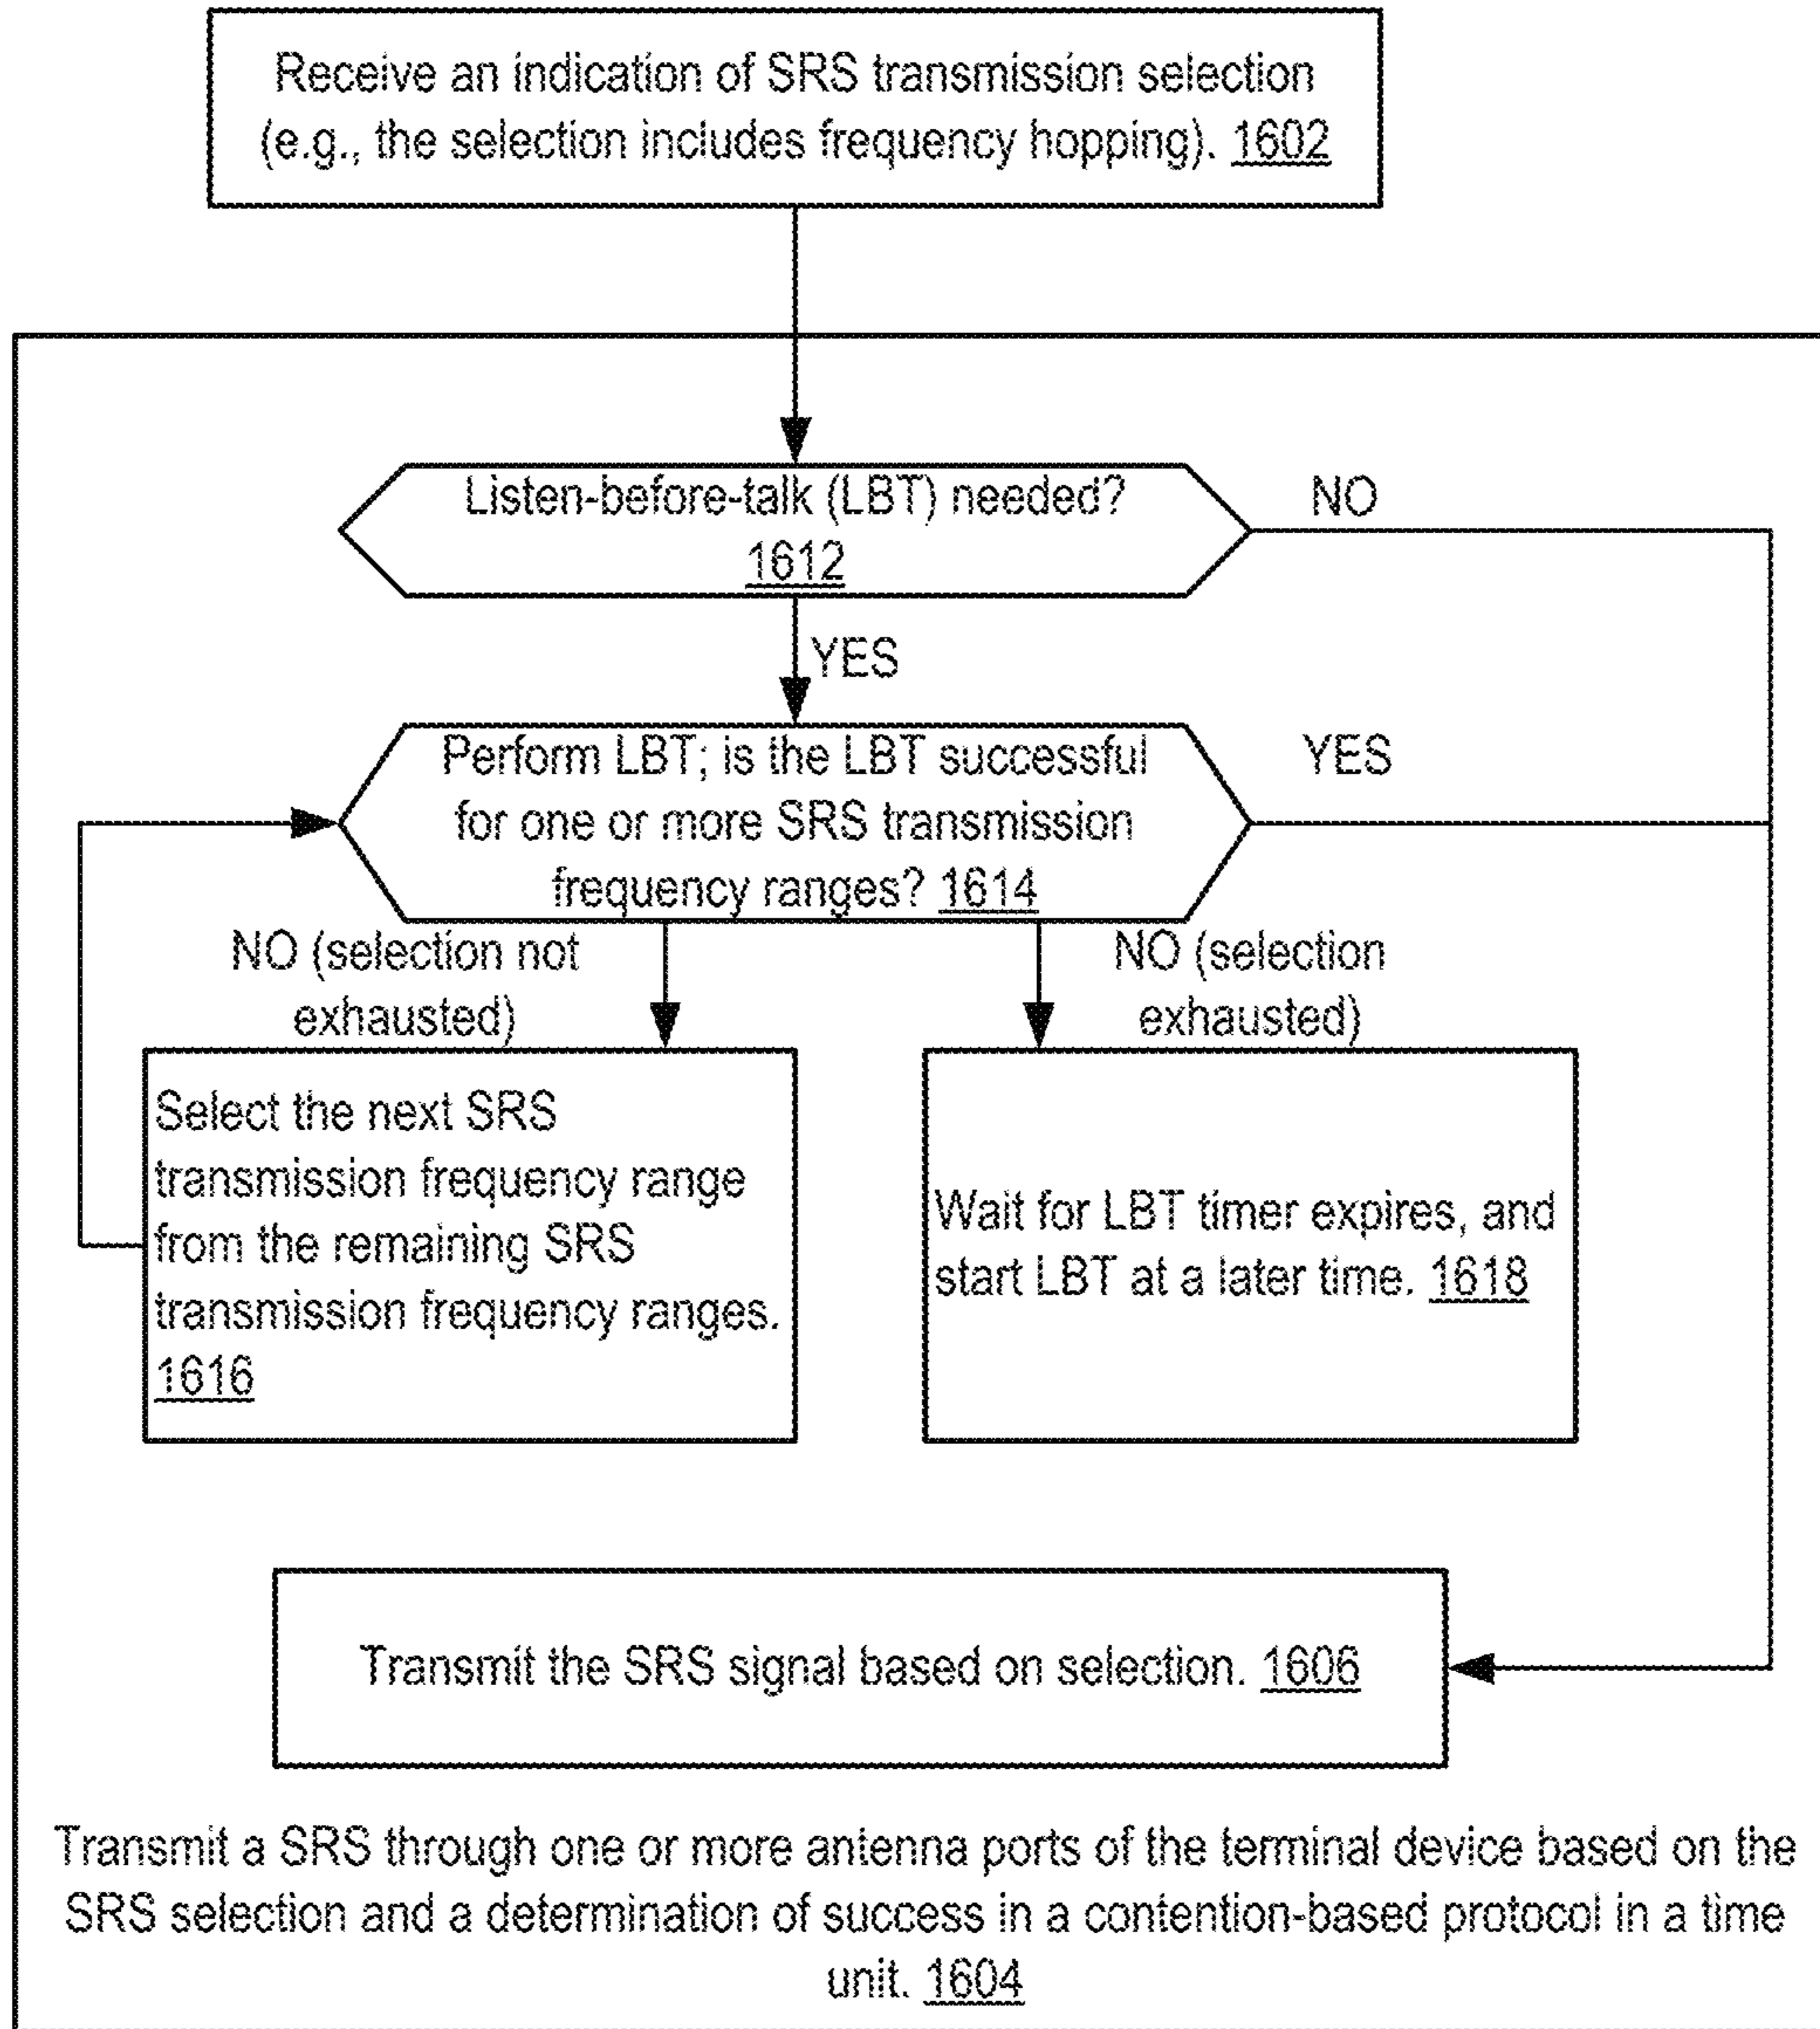 Receive an indication of SRS transmission selection
(e.g., the selection includes frequency hopping). 1602
Listen-before-talk (LBT) needed?
1612
NO
YES
Perform LBT; is the LBT successful
for one or more SRS transmission
frequency ranges? 1614
YES
NO (selection not
exhausted)
NO (selection
exhausted)
Select the next SRS
transmission frequency range
from the remaining SRS
transmission frequency ranges.
1616
Wait for LBT timer expires, and
start LBT at a later time. 1618
Transmit the SRS signal based on selection. 1606
Transmit a SRS through one or more antenna ports of the terminal device based on the
SRS selection and a determination of success in a contention-based protocol in a time
unit. 1604